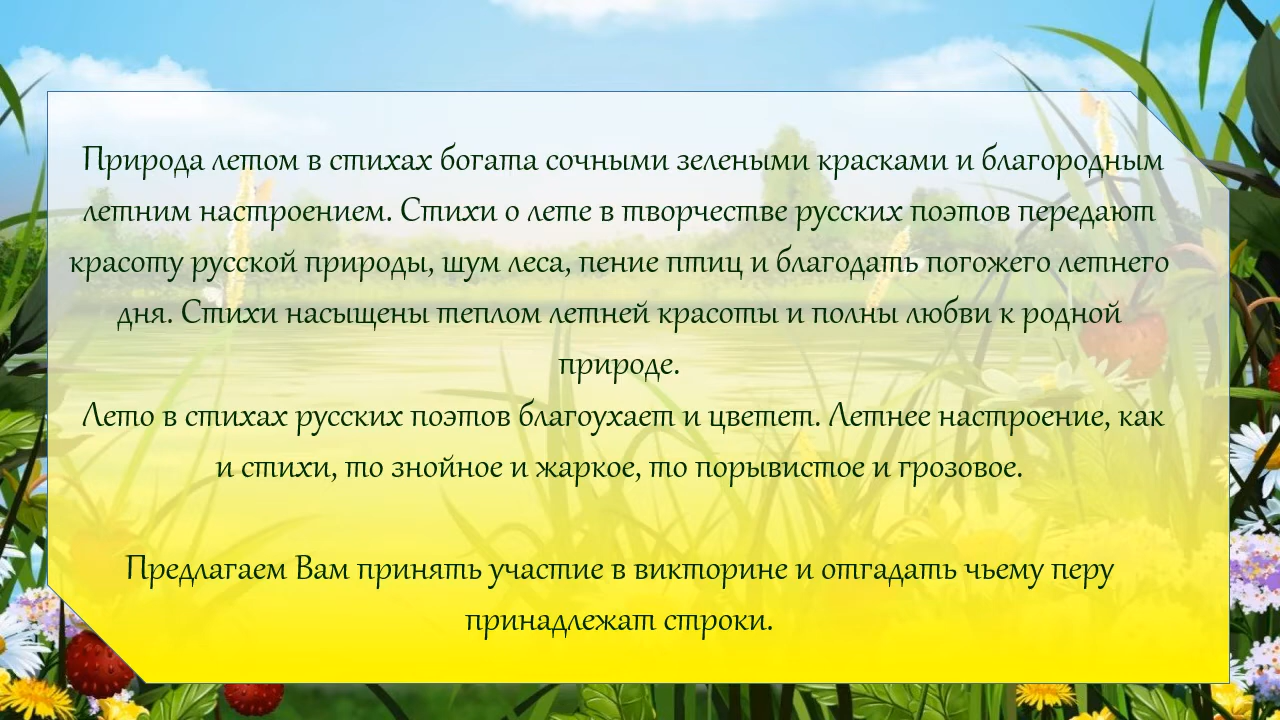 Природа летом в стихах богата сочными зелеными красками и благородным
летним настроением. Стихи о лете в творчестве русских поэтов передают
красоту русской природы, шум леса, пение птиц и благодать погожего летнего
дня. Стихи насыщены теплом летней красоты и полны любви к родной
природе.
Лето в стихах русских поэтов благоухает и цветет. Летнее настроение, как
и стихи, то знойное и жаркое, то порывистое и грозовое.
Предлагаем Вам принять участие в викторине и отгадать чьему перу
принадлежат строки.